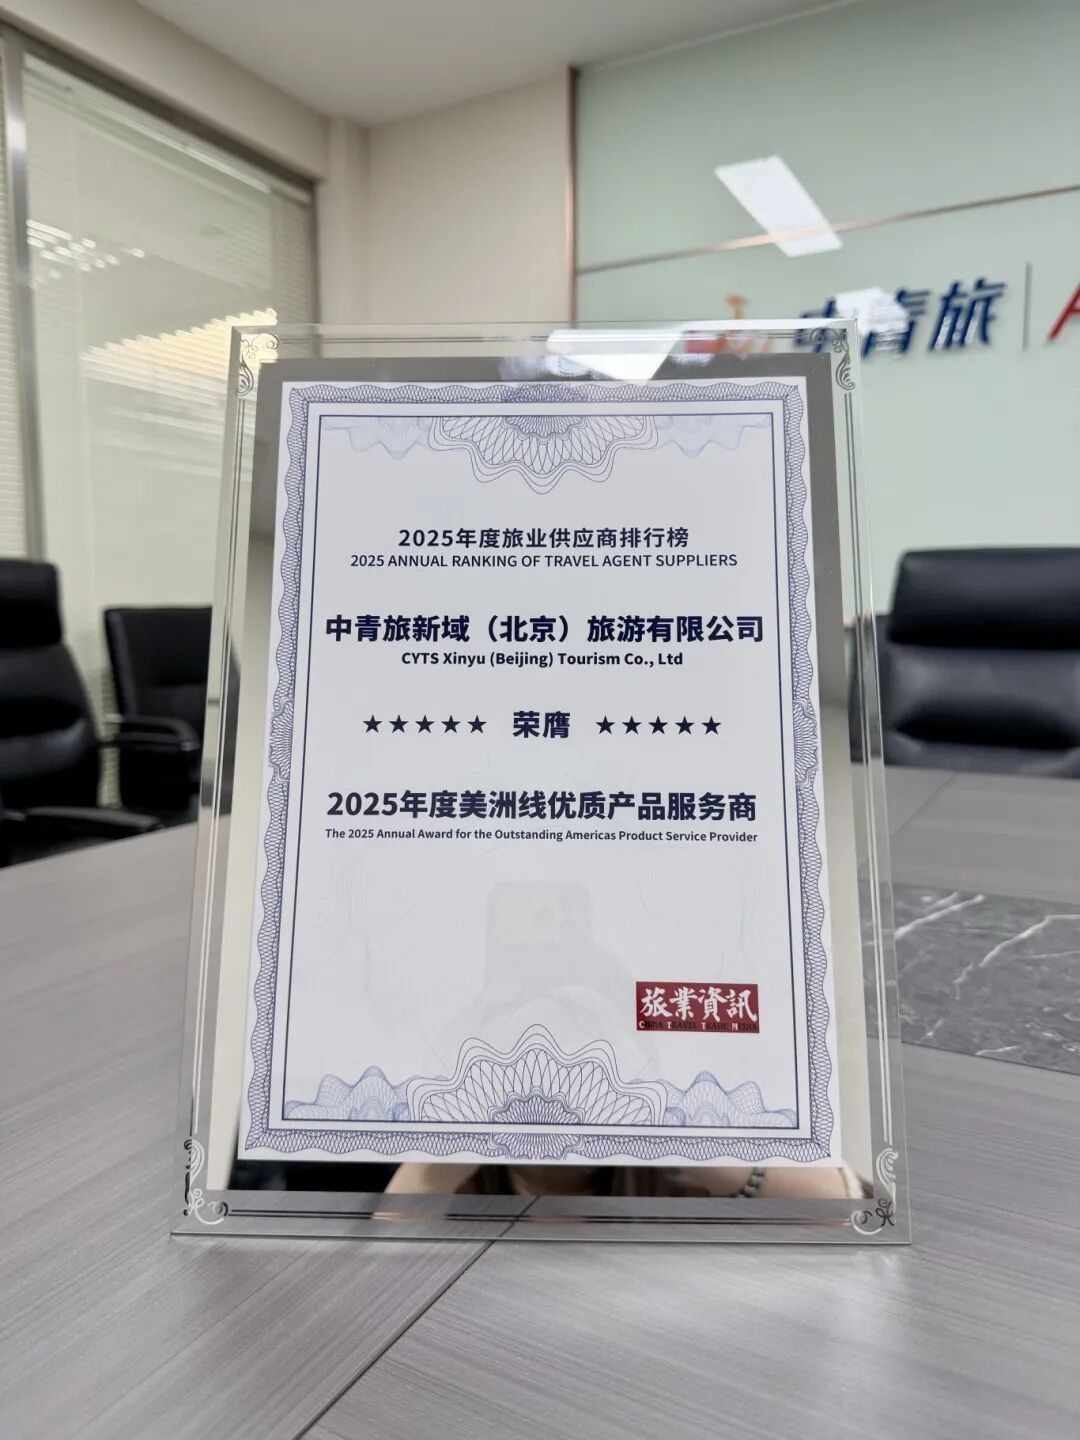 中青旅
2025年度旅业供应商排行榜
2025 ANNUAL RANKING OF TRAVEL AGENT SUPPLIERS
中青旅新域（北京）旅游有限公司
CYTS Xinyu (Beijing) Tourism Co., Ltd
★★★★★ 荣膺 ★★★★★
2025年度美洲线优质产品服务商
The 2025 Annual Award for the Outstanding Americas Product Service Provider
旅業資訊
CHINA TRAVEL TRADE MEDIA